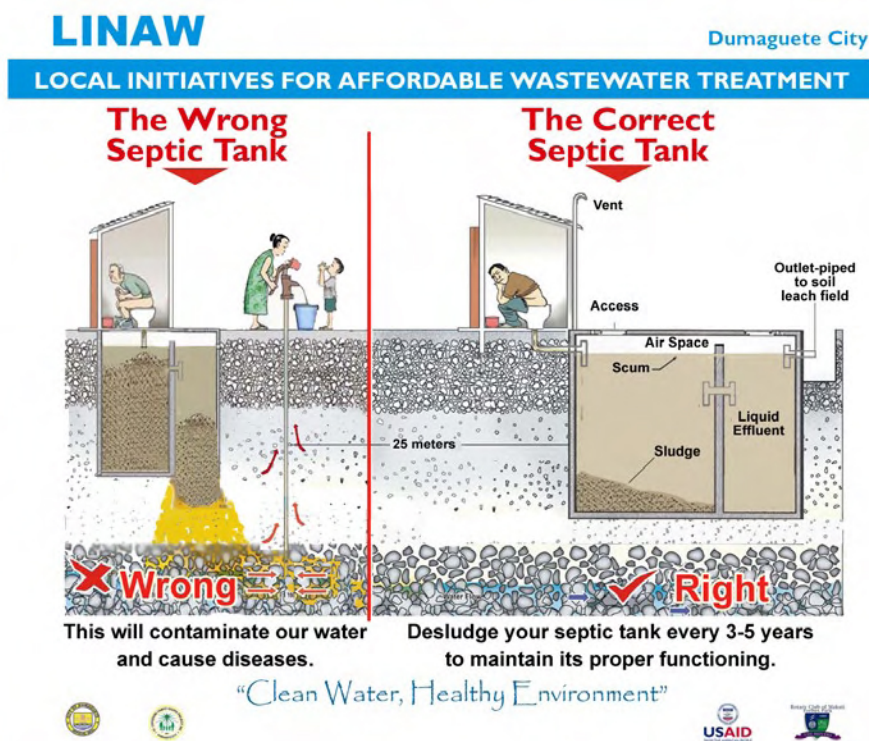 LINAW
Dumaguete City
LOCAL INITIATIVES FOR AFFORDABLE WASTEWATER TREATMENT
The Wrong
Septic Tank
The Correct
Septic Tank
Vent
Outlet-piped
to soil
leach field
Access
Air Space
Scum
Liquid
Effluent
25 meters
Sludge
Wrong
Water
Right
This will contaminate our water
and cause diseases.
Desludge your septic tank every 3-5 years
to maintain its proper functioning.
“Clean Water, Healthy Environment”
USAID